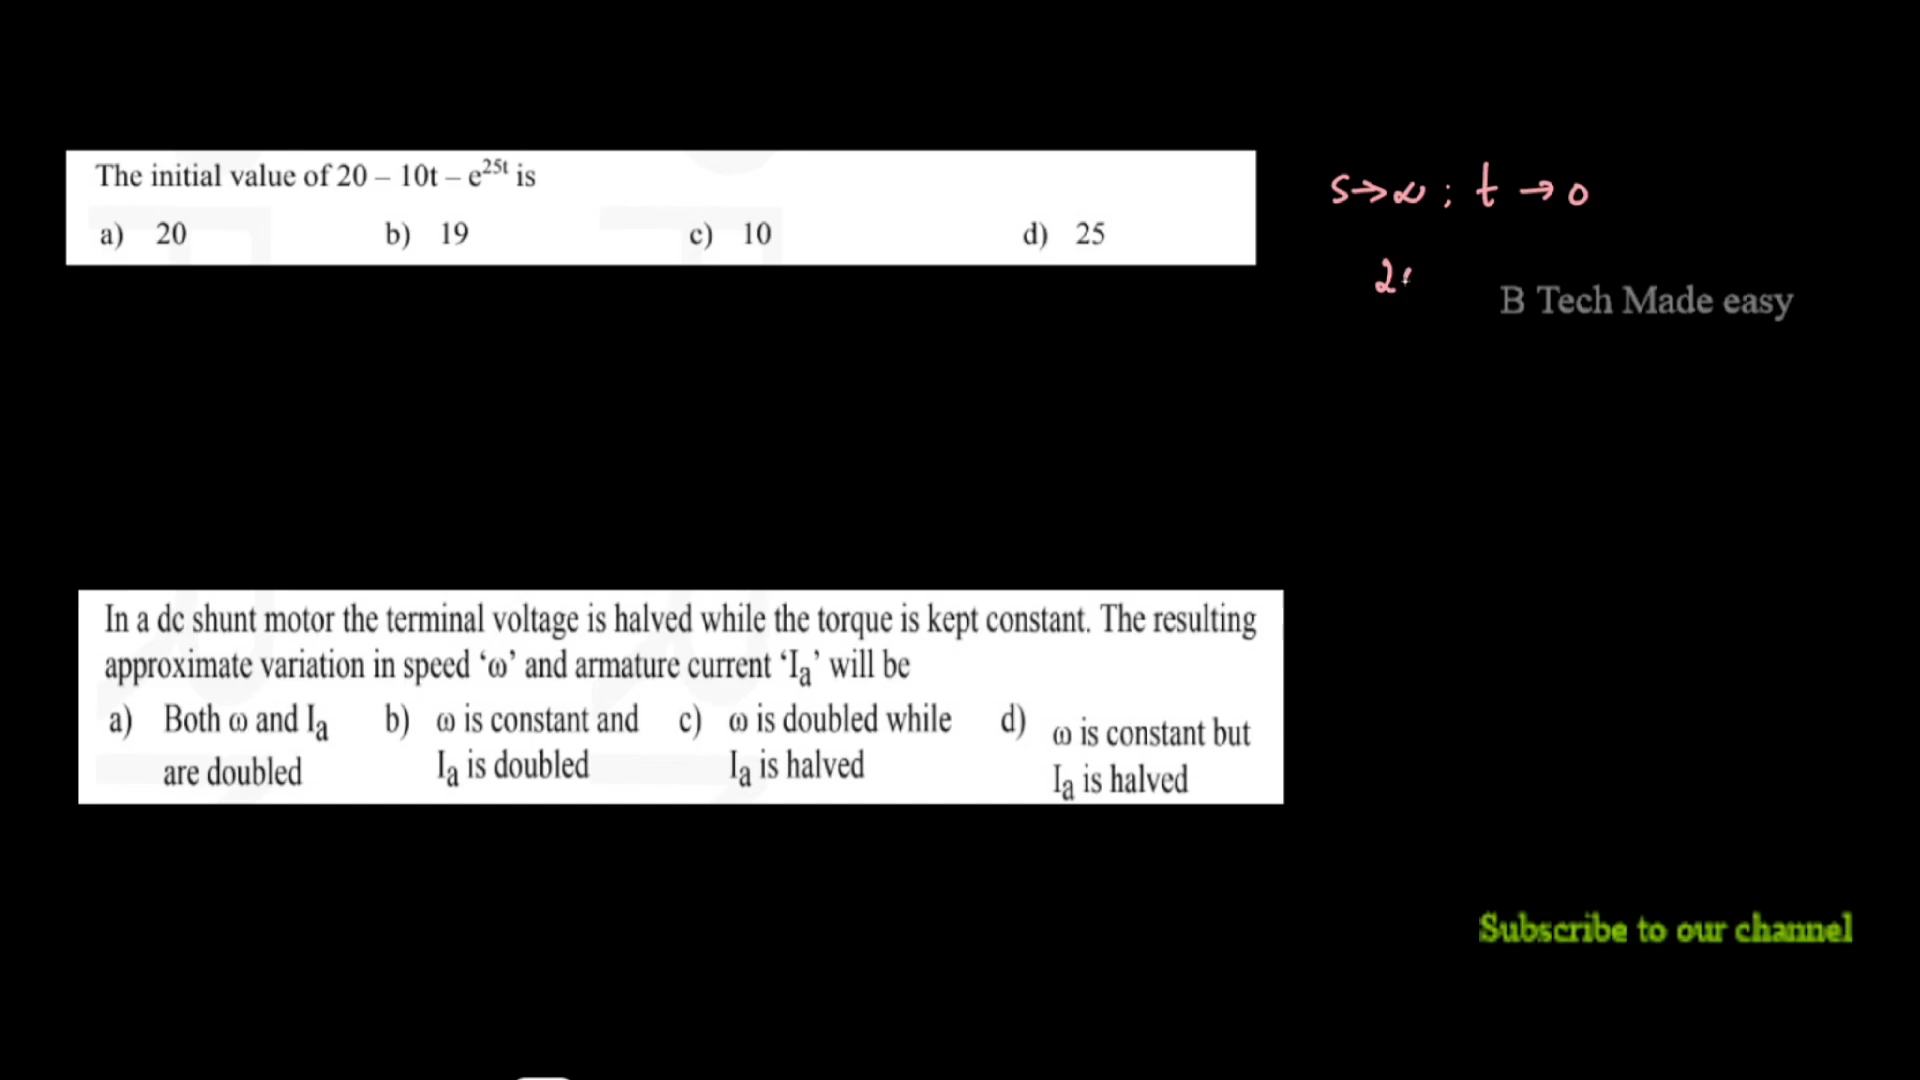 The initial value of 20 – 10t – e^25t is
a) 20 b) 19 c) 10 d) 25
s→∞; t→0
B Tech Made easy
In a dc shunt motor the terminal voltage is halved while the torque is kept constant. The resulting
approximate variation in speed ‘ω’ and armature current ‘Ia’ will be
a) Both ω and Ia
are doubled
b) ω is constant and
Ia is doubled
c) ω is doubled while
Ia is halved
d) ω is constant but
Ia is halved
Subscribe to our channel